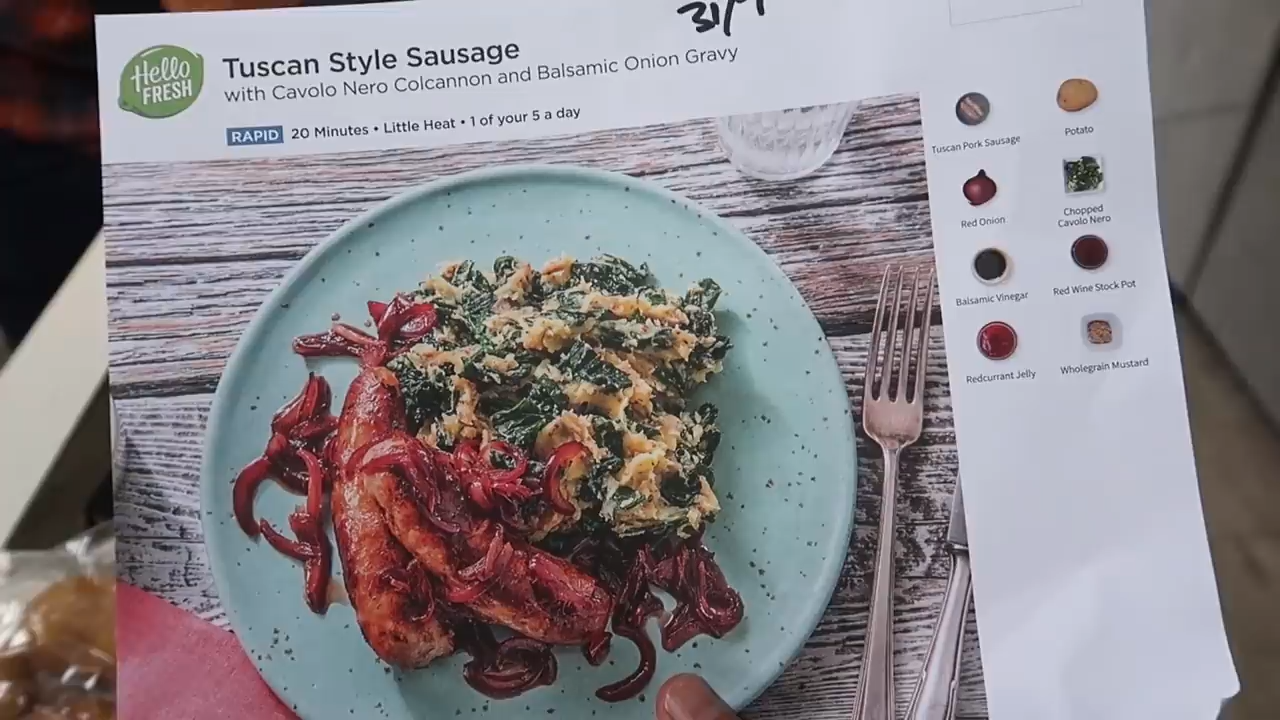 31/
Hello
FRESH
Tuscan Style Sausage
with Cavolo Nero Colcannon and Balsamic Onion Gravy
RAPID 20 Minutes • Little Heat • 1 of your 5 a day
Tuscan Pork Sausage
Potato
Red Onion
Chopped
Cavolo Nero
Balsamic Vinegar
Red Wine Stock Pot
Redcurrant Jelly
Wholegrain Mustard